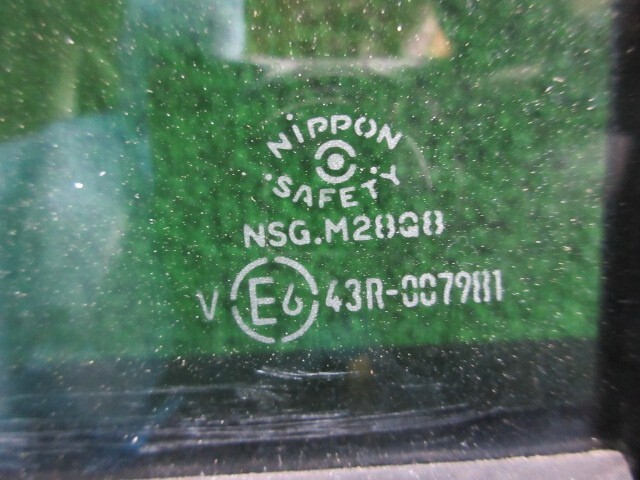 NIPPON
·SAFETY·
NSG.M28Q8
V E6 43R-007981